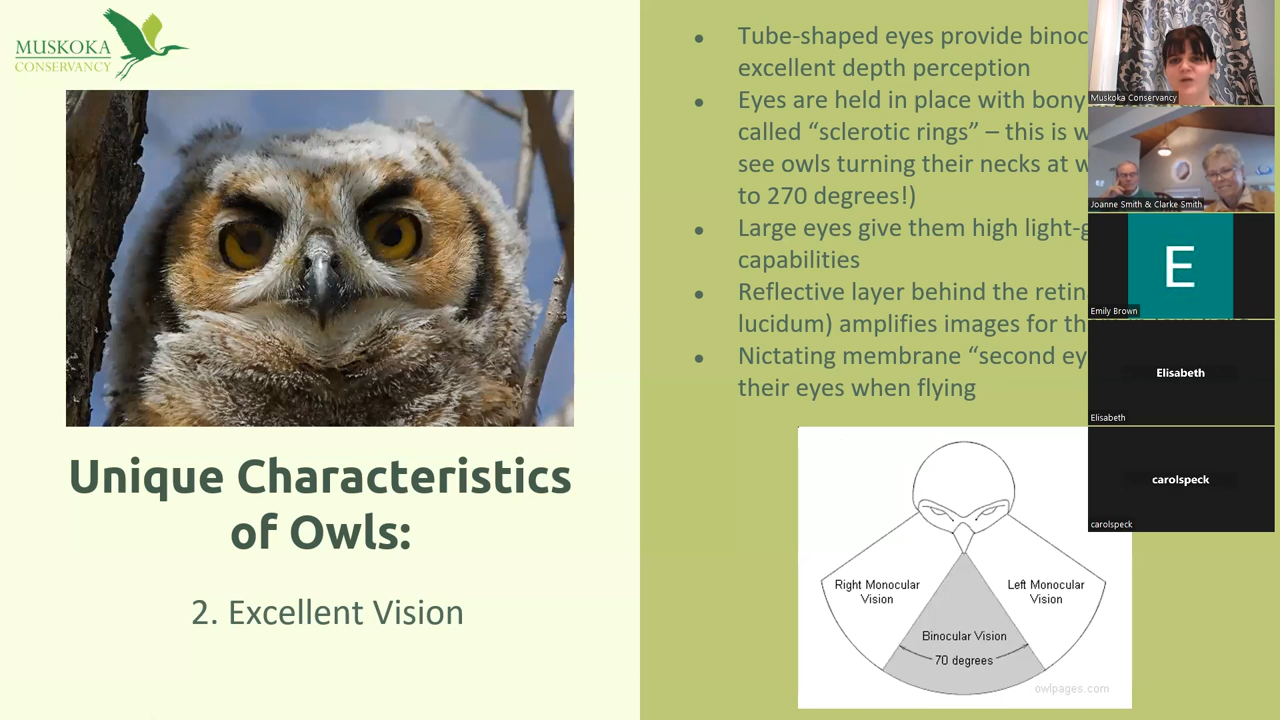 MUSKOKA
CONSERVANCY
Unique Characteristics
of Owls:
2. Excellent Vision
● Tube-shaped eyes provide binoc
excellent depth perception
● Eyes are held in place with bony
called “sclerotic rings” – this is w
see owls turning their necks at w
to 270 degrees!)
● Large eyes give them high light-g
capabilities
● Reflective layer behind the retin
lucidum) amplifies images for th
● Nictating membrane “second ey
their eyes when flying
Right Monocular
Vision
Left Monocular
Vision
Binocular Vision
70 degrees
owlpages.com
Muskoka Conservancy
Joanne Smith & Clarke Smith
E
Emily Brown
Elisabeth
Elisabeth
carolspeck
carolspeck